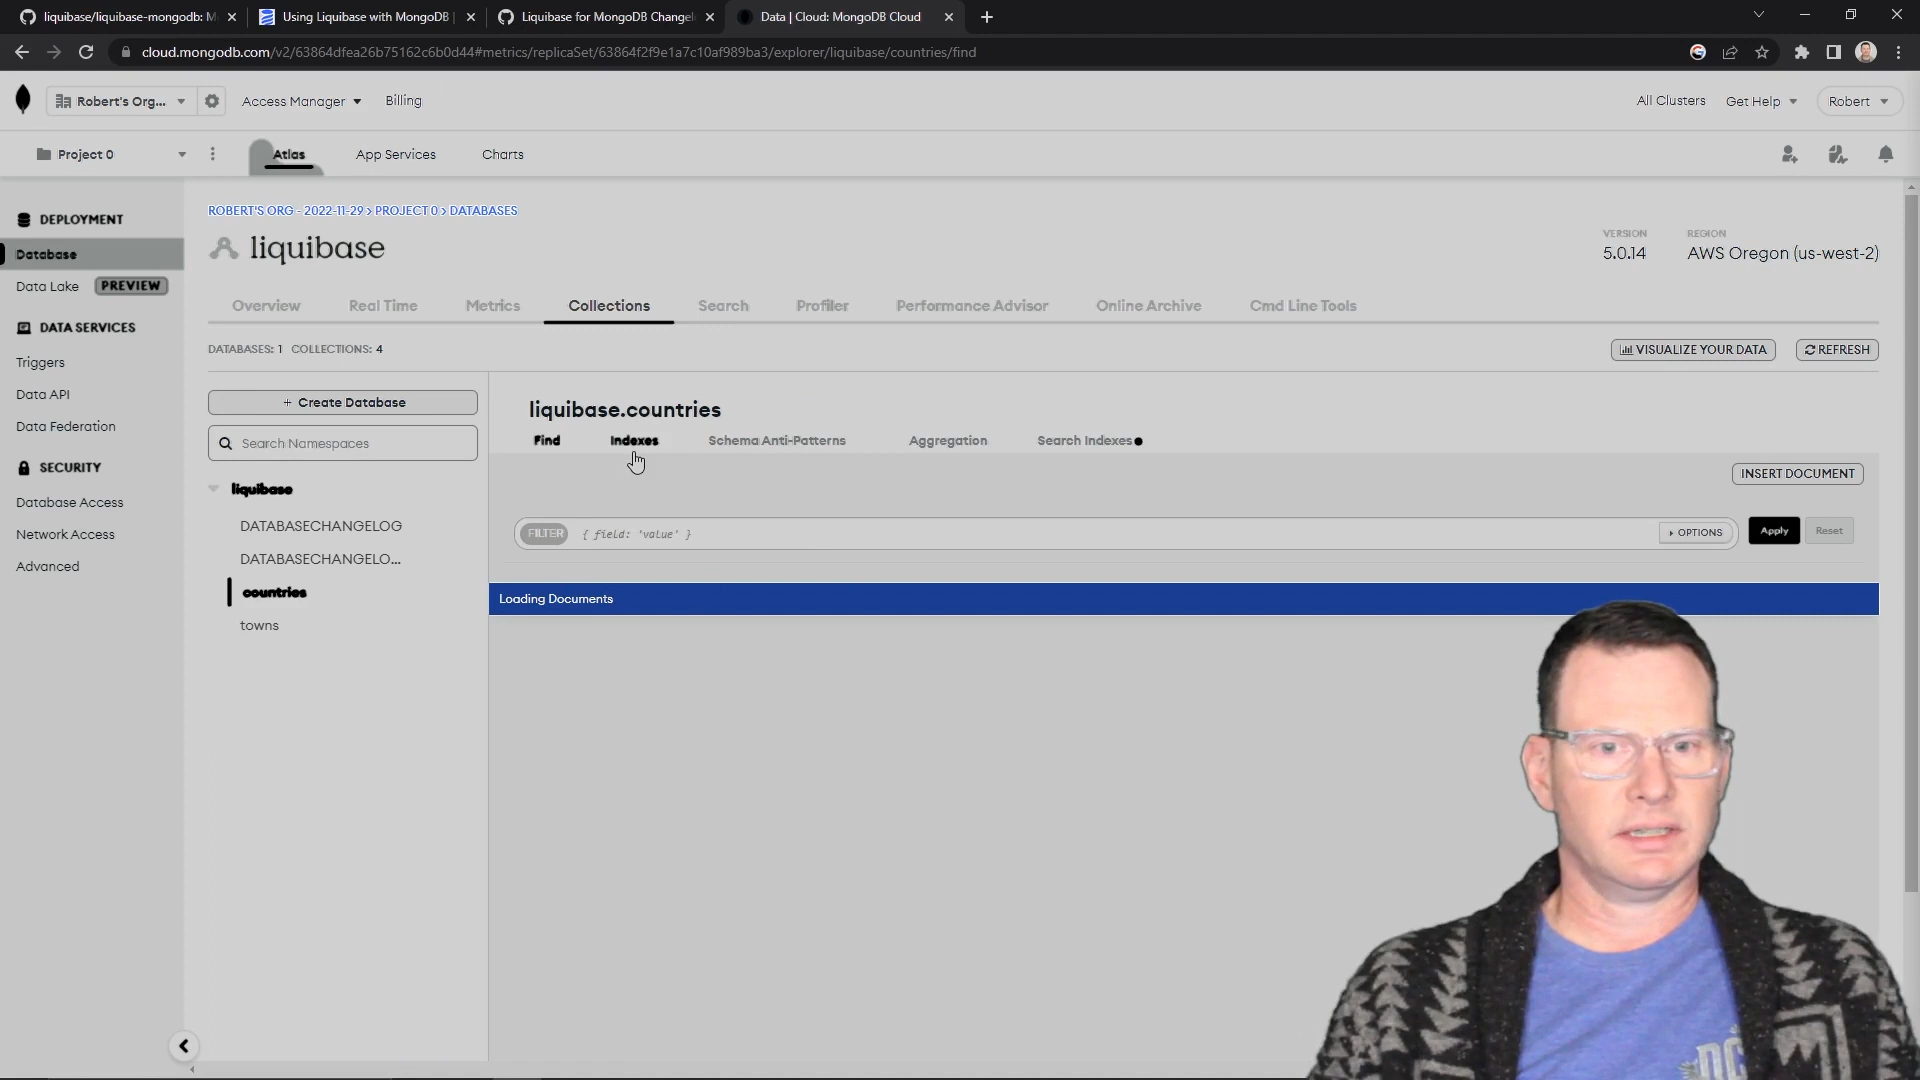 liquibase/liquibase-mongodb: M
Using Liquibase with MongoDB |
Liquibase for MongoDB Changel
Data | Cloud: MongoDB Cloud
cloud.mongodb.com/v2/63864dfea26b75162c6b0d44#metrics/replicaSet/63864f2f9e1a7c10af989ba3/explorer/liquibase/countries/find
Robert's Org...
Access Manager
Billing
All Clusters
Get Help
Robert
Project 0
Atlas
App Services
Charts
DEPLOYMENT
Database
Data Lake PREVIEW
DATA SERVICES
Triggers
Data API
Data Federation
SECURITY
Database Access
Network Access
Advanced
ROBERT'S ORG - 2022-11-29 > PROJECT 0 > DATABASES
liquibase
VERSION
5.0.14
REGION
AWS Oregon (us-west-2)
Overview
Real Time
Metrics
Collections
Search
Profiler
Performance Advisor
Online Archive
Cmd Line Tools
DATABASES: 1 COLLECTIONS: 4
VISUALIZE YOUR DATA
REFRESH
+ Create Database
Search Namespaces
liquibase
DATABASECHANGELOG
DATABASECHANGELO...
countries
towns
liquibase.countries
Find
Indexes
Schema Anti-Patterns
Aggregation
Search Indexes
INSERT DOCUMENT
FILTER
{ field: 'value' }
OPTIONS
Apply
Reset
Loading Documents